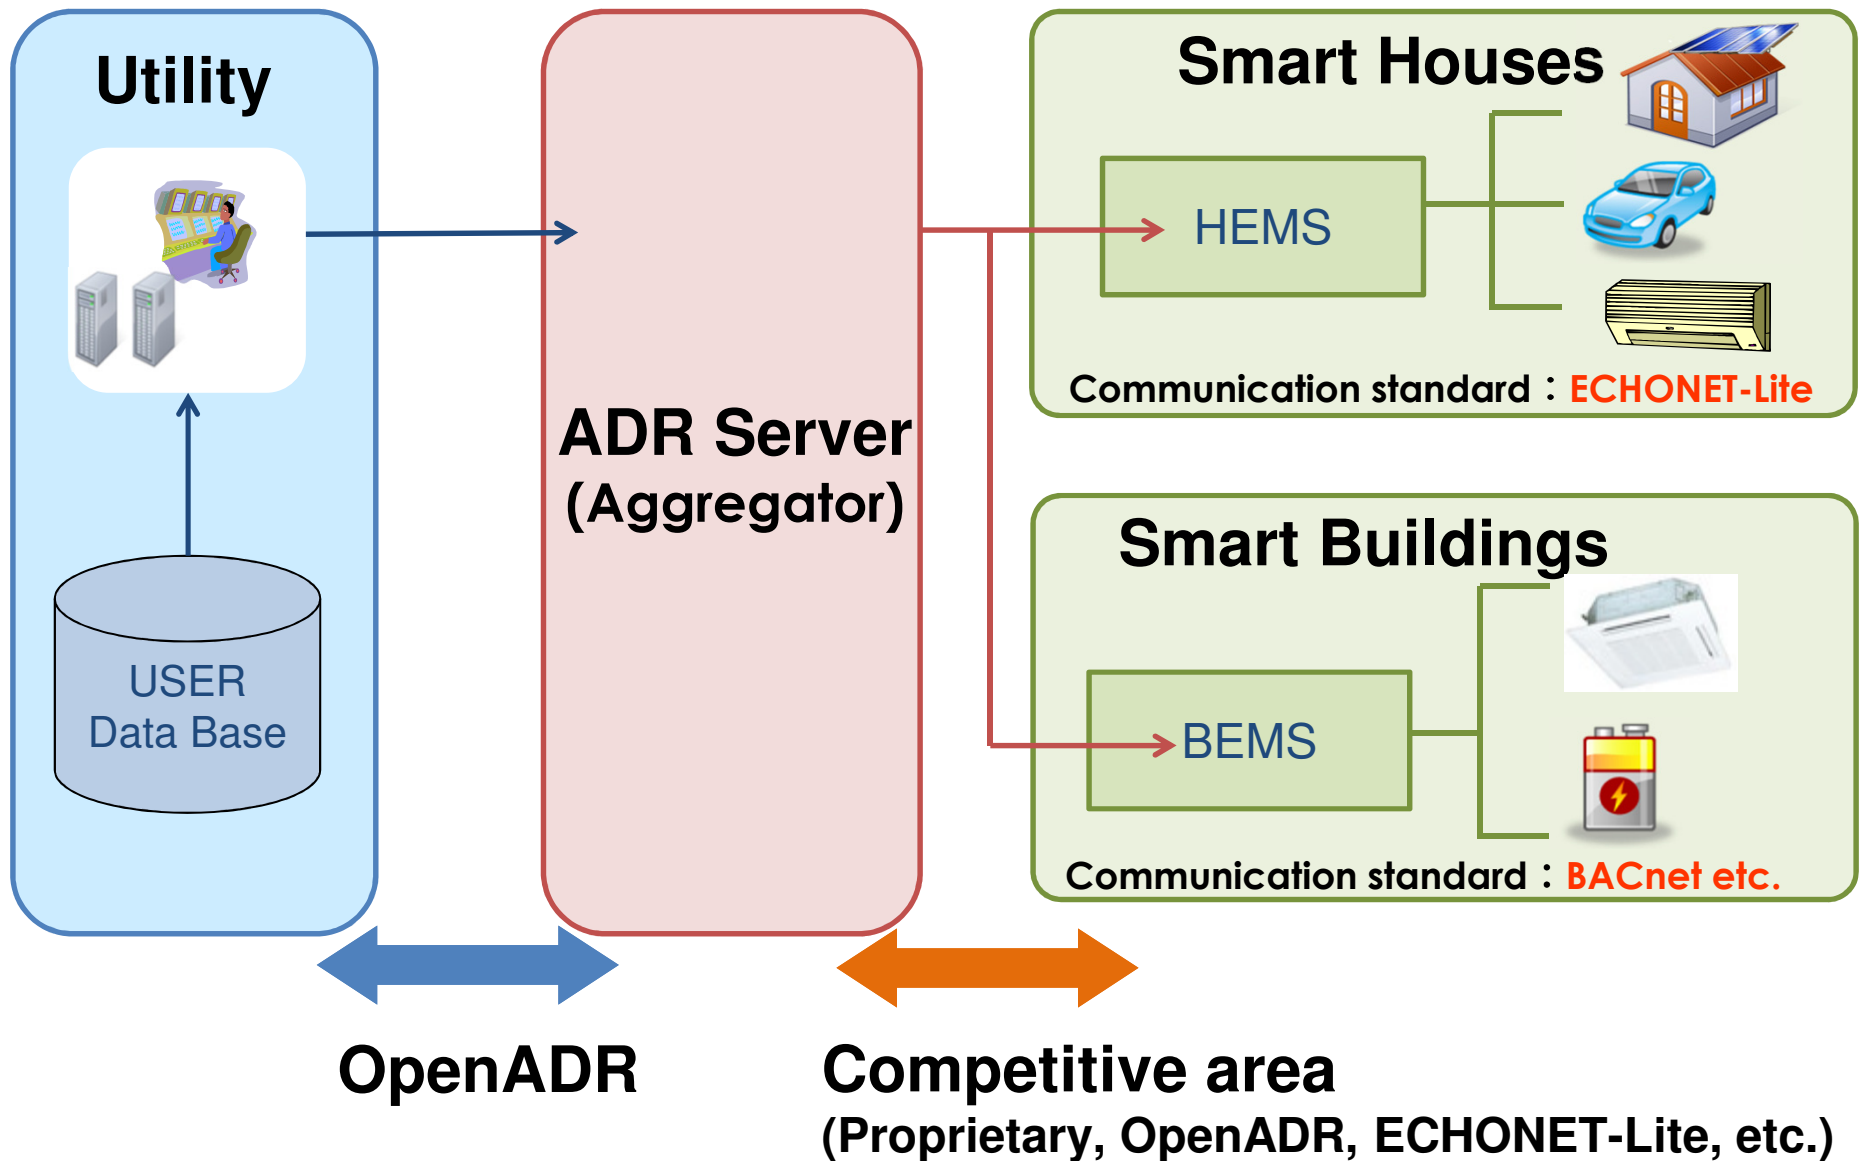 Utility
USER
Data Base
ADR Server
(Aggregator)
Smart Houses
HEMS
Communication standard：ECHONET-Lite
Smart Buildings
BEMS
Communication standard：BACnet etc.
OpenADR
Competitive area
(Proprietary, OpenADR, ECHONET-Lite, etc.)